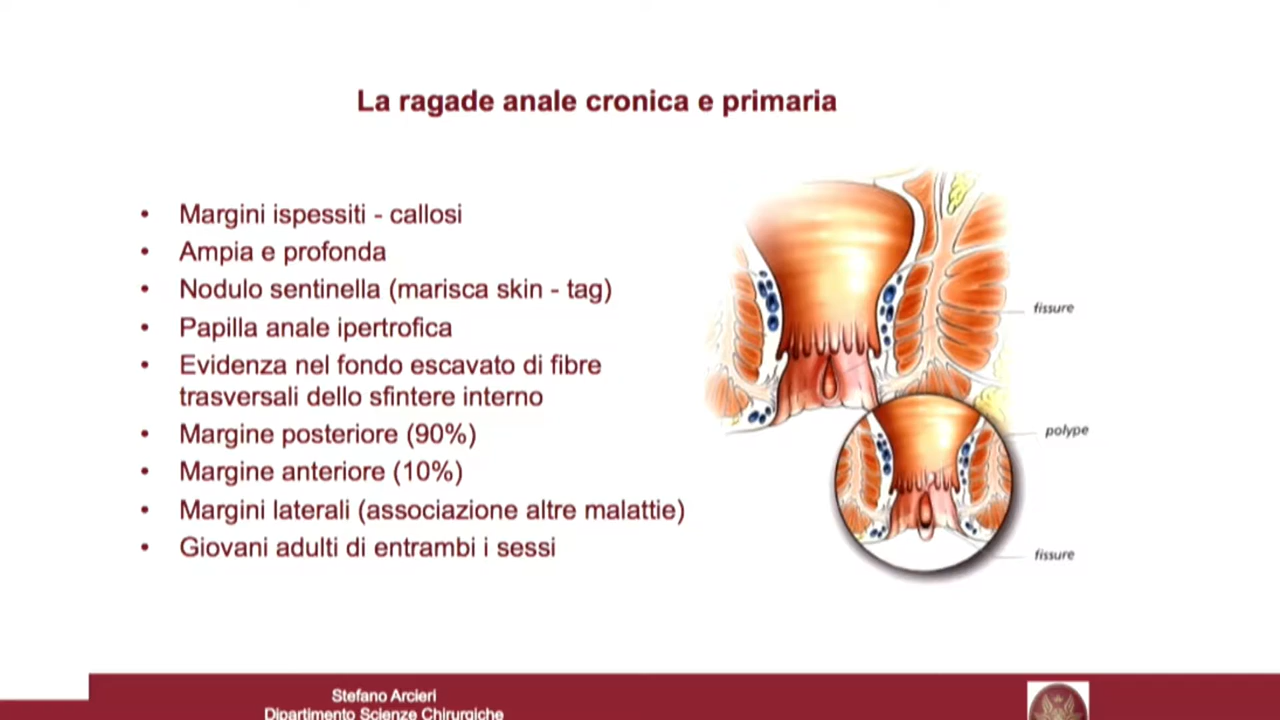 La ragade anale cronica e primaria
• Margini ispessiti - callosi
• Ampia e profonda
• Nodulo sentinella (marisca skin - tag)
• Papilla anale ipertrofica
• Evidenza nel fondo escavato di fibre
trasversali dello sfintere interno
• Margine posteriore (90%)
• Margine anteriore (10%)
• Margini laterali (associazione altre malattie)
• Giovani adulti di entrambi i sessi
fissure
polype
fissure
Stefano Arcieri
Dipartimento Scienze Chirurgiche